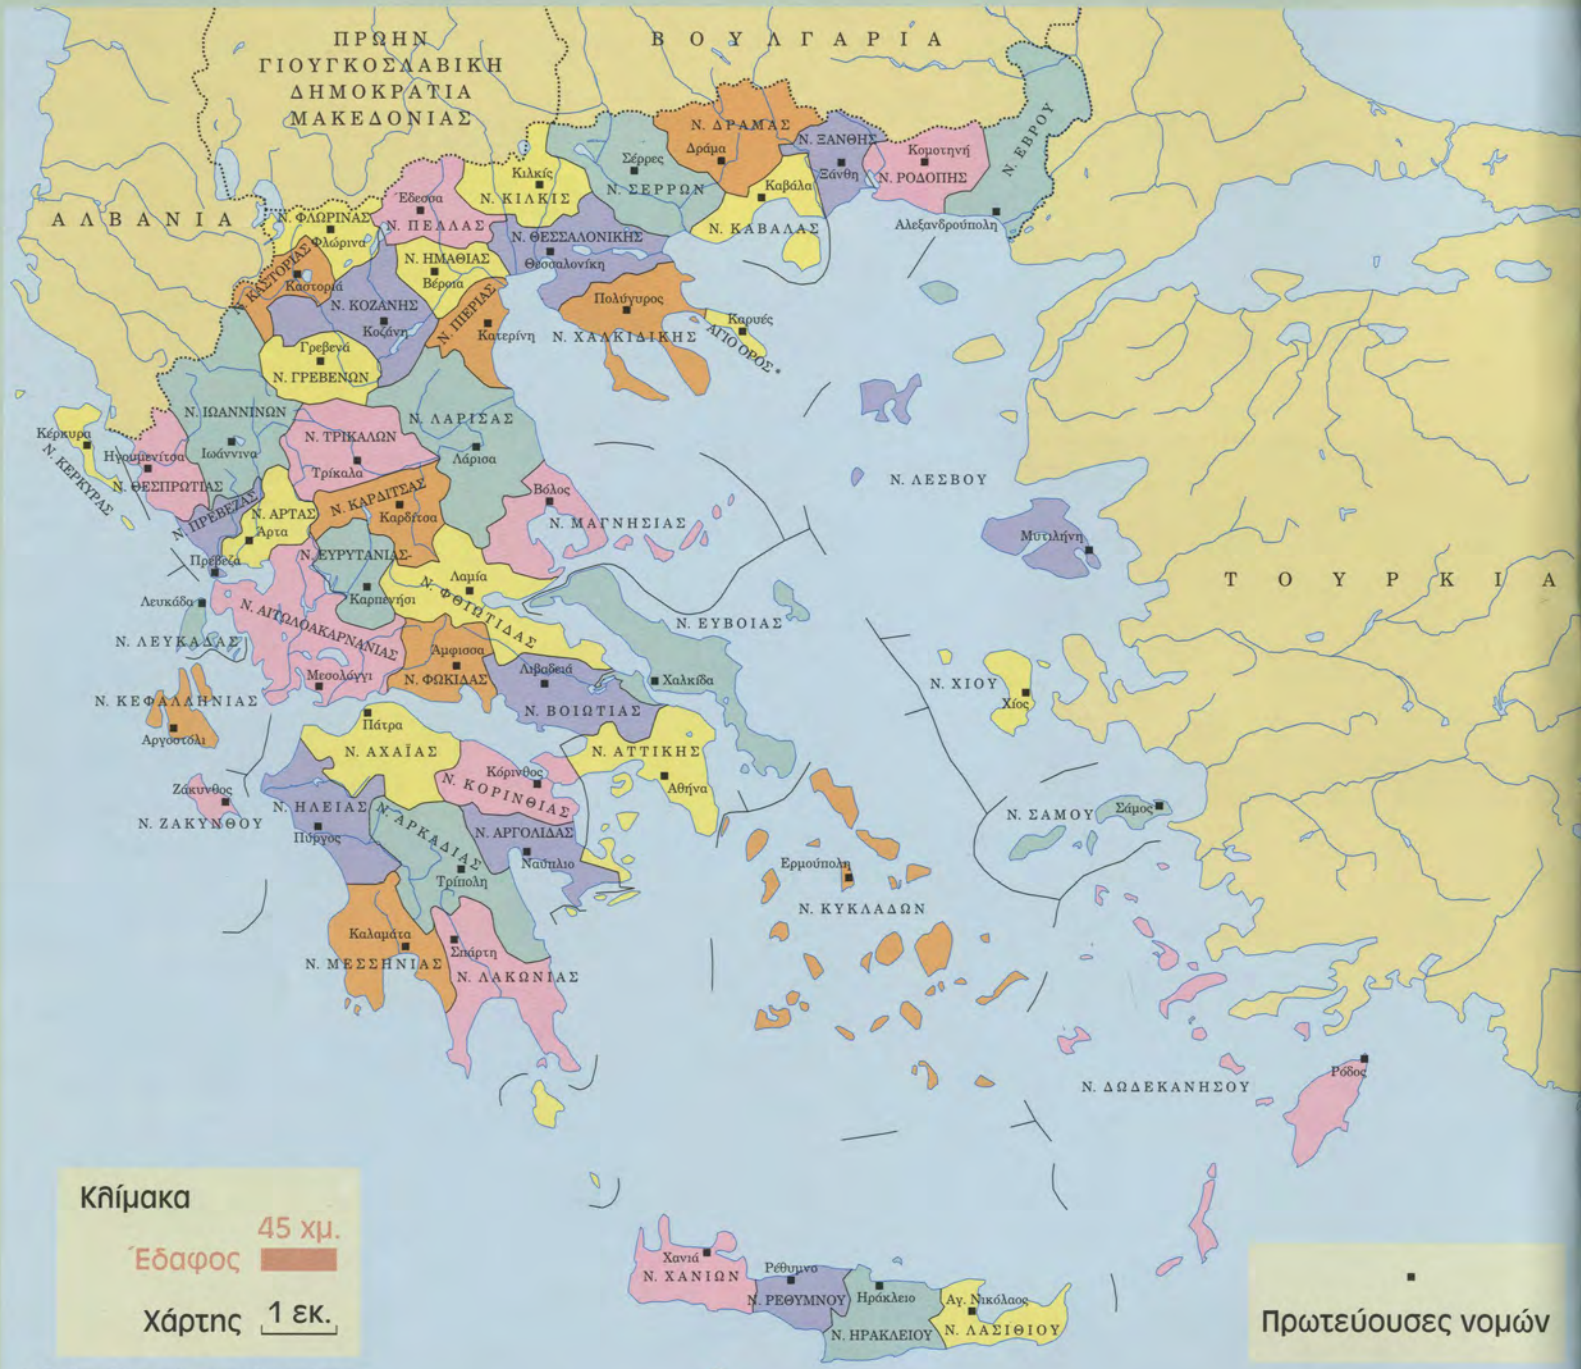 ΠΡΩΗΝ
ΓΙΟΥΓΚΟΣΛΑΒΙΚΗ
ΔΗΜΟΚΡΑΤΙΑ
ΜΑΚΕΔΟΝΙΑΣ
ΒΟΥΛΓΑΡΙΑ
ΑΛΒΑΝΙΑ
ΤΟΥΡΚΙΑ
Ν. ΕΒΡΟΥ
Αλεξανδρούπολη
Κομοτηνή
Ν. ΡΟΔΟΠΗΣ
Ν. ΞΑΝΘΗΣ
Ξάνθη
Ν. ΔΡΑΜΑΣ
Δράμα
Καβάλα
Ν. ΚΑΒΑΛΑΣ
Σέρρες
Ν. ΣΕΡΡΩΝ
Κιλκίς
Ν. ΚΙΛΚΙΣ
Έδεσσα
Ν. ΠΕΛΛΑΣ
Ν. ΘΕΣΣΑΛΟΝΙΚΗΣ
Θεσσαλονίκη
Ν. ΦΛΩΡΙΝΑΣ
Φλώρινα
Ν. ΚΑΣΤΟΡΙΑΣ
Καστοριά
Ν. ΗΜΑΘΙΑΣ
Βέροια
Ν. ΚΟΖΑΝΗΣ
Κοζάνη
Ν. ΠΙΕΡΙΑΣ
Κατερίνη
Πολύγυρος
Ν. ΧΑΛΚΙΔΙΚΗΣ
Καρυές
ΑΓΙΟ ΟΡΟΣ*
Γρεβενά
Ν. ΓΡΕΒΕΝΩΝ
Ν. ΙΩΑΝΝΙΝΩΝ
Ιωάννινα
Κέρκυρα
Ν. ΚΕΡΚΥΡΑΣ
Ηγουμενίτσα
Ν. ΘΕΣΠΡΩΤΙΑΣ
Ν. ΤΡΙΚΑΛΩΝ
Τρίκαλα
Ν. ΛΑΡΙΣΑΣ
Λάρισα
Ν. ΚΑΡΔΙΤΣΑΣ
Καρδίτσα
Βόλος
Ν. ΜΑΓΝΗΣΙΑΣ
Ν. ΠΡΕΒΕΖΑΣ
Πρέβεζα
Ν. ΑΡΤΑΣ
Άρτα
Ν. ΕΥΡΥΤΑΝΙΑΣ
Καρπενήσι
Λαμία
Ν. ΦΘΙΩΤΙΔΑΣ
Λευκάδα
Ν. ΛΕΥΚΑΔΑΣ
Ν. ΑΙΤΩΛΟΑΚΑΡΝΑΝΙΑΣ
Μεσολόγγι
Άμφισσα
Ν. ΦΩΚΙΔΑΣ
Λιβαδειά
Ν. ΒΟΙΩΤΙΑΣ
Ν. ΕΥΒΟΙΑΣ
Χαλκίδα
Ν. ΛΕΣΒΟΥ
Μυτιλήνη
Ν. ΧΙΟΥ
Χίος
Ν. ΚΕΦΑΛΛΗΝΙΑΣ
Αργοστόλι
Πάτρα
Ν. ΑΧΑΪΑΣ
Ν. ΑΤΤΙΚΗΣ
Αθήνα
Κόρινθος
Ν. ΚΟΡΙΝΘΙΑΣ
Ζάκυνθος
Ν. ΖΑΚΥΝΘΟΥ
Ν. ΗΛΕΙΑΣ
Πύργος
Ν. ΑΡΚΑΔΙΑΣ
Τρίπολη
Ν. ΑΡΓΟΛΙΔΑΣ
Ναύπλιο
Ν. ΣΑΜΟΥ
Σάμος
Ερμούπολη
Ν. ΚΥΚΛΑΔΩΝ
Καλαμάτα
Ν. ΜΕΣΣΗΝΙΑΣ
Σπάρτη
Ν. ΛΑΚΩΝΙΑΣ
Ν. ΔΩΔΕΚΑΝΗΣΟΥ
Ρόδος
Χανιά
Ν. ΧΑΝΙΩΝ
Ρέθυμνο
Ν. ΡΕΘΥΜΝΟΥ
Ηράκλειο
Ν. ΗΡΑΚΛΕΙΟΥ
Αγ. Νικόλαος
Ν. ΛΑΣΙΘΙΟΥ
Κλίμακα
45 χμ.
Έδαφος
Χάρτης 1 εκ.
Πρωτεύουσες νομών